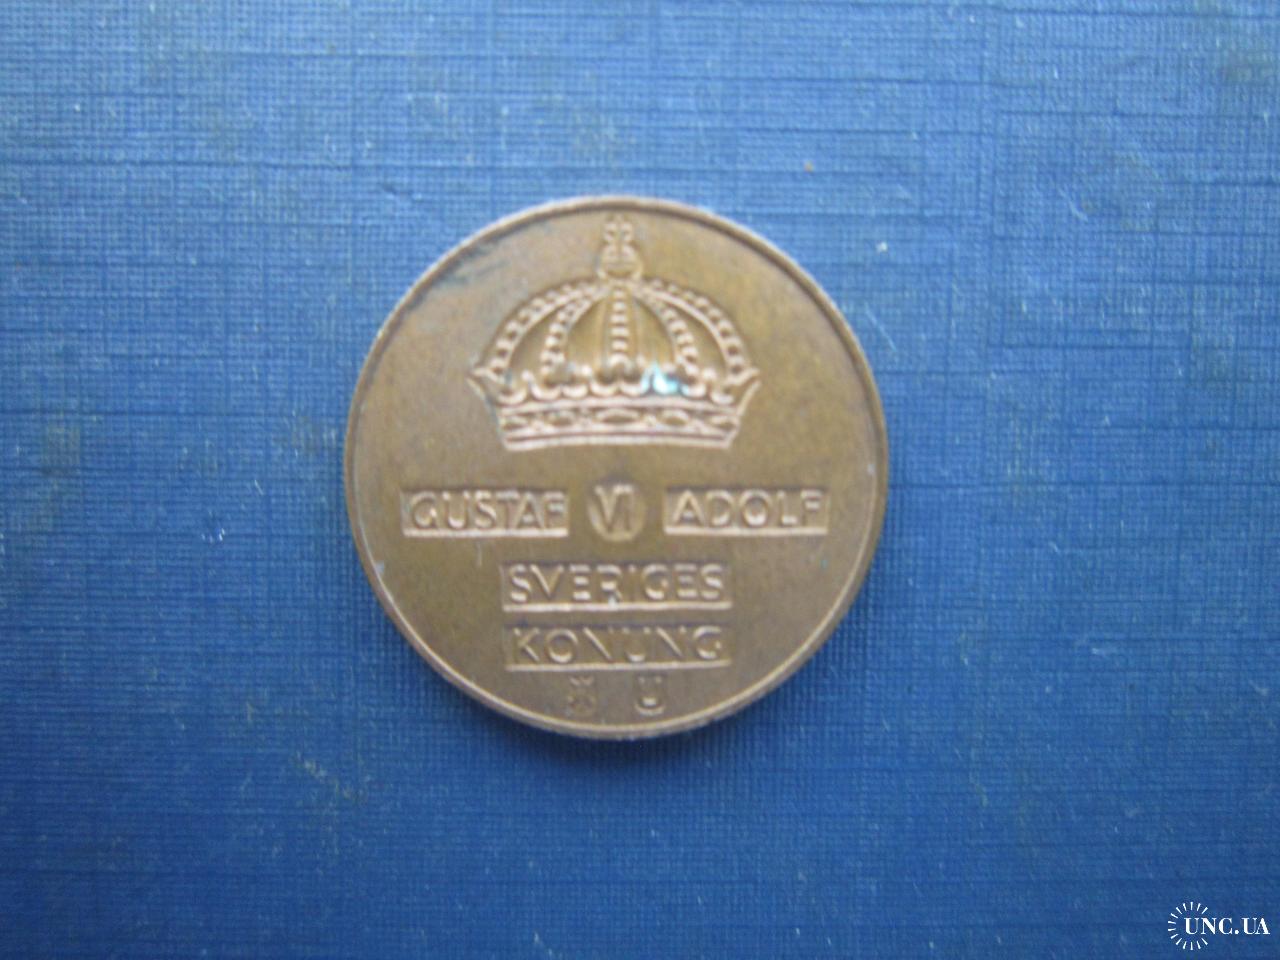 GUSTAF VI ADOLF
SVERIGES
KONUNG
U
UNC.UA